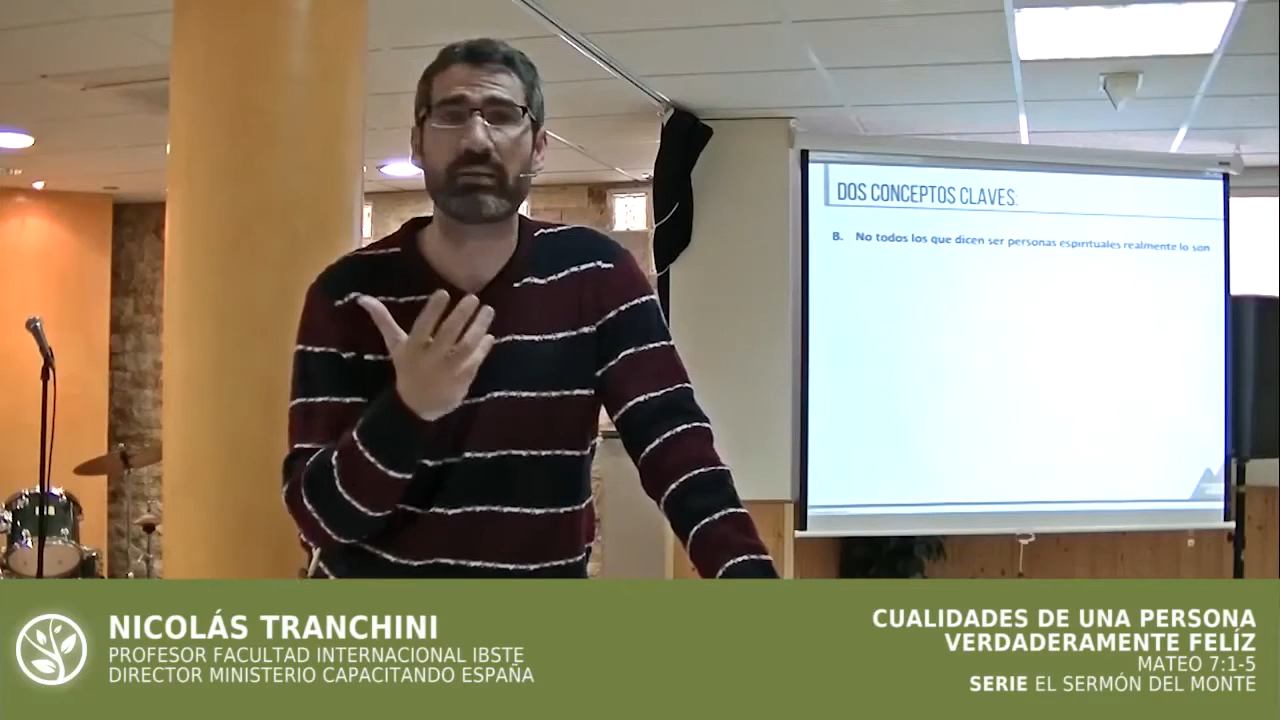 DOS CONCEPTOS CLAVES:
B. No todos los que dicen ser personas espirituales realmente lo son
NICOLÁS TRANCHINI
PROFESOR FACULTAD INTERNACIONAL IBSTE
DIRECTOR MINISTERIO CAPACITANDO ESPAÑA
CUALIDADES DE UNA PERSONA
VERDADERAMENTE FELÍZ
MATEO 7:1-5
SERIE EL SERMÓN DEL MONTE